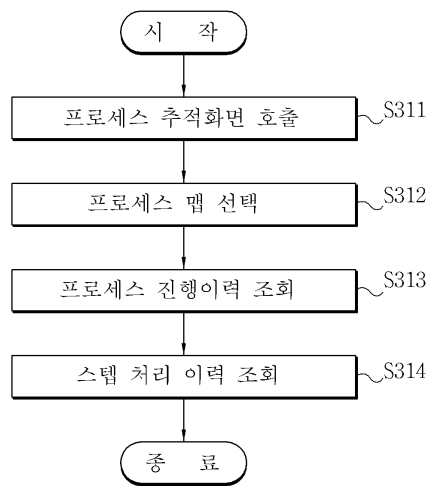 시 작
프로세스 추적화면 호출 S311
프로세스 맵 선택 S312
프로세스 진행이력 조회 S313
스텝 처리 이력 조회 S314
종 료